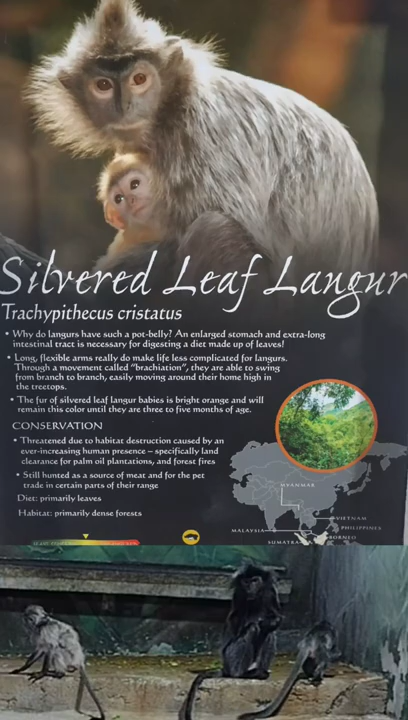 Silvered Leaf Langur
Trachypithecus cristatus
• Why do langurs have such a pot-belly? An enlarged stomach and extra-long
intestinal tract is necessary for digesting a diet made up of leaves!
• Long, flexible arms really do make life less complicated for langurs.
Through a movement called "brachiation", they are able to swing
from branch to branch, easily moving around their home high in
the treetops.
• The fur of silvered leaf langur babies is bright orange and will
remain this color until they are three to five months of age.
CONSERVATION
• Threatened due to habitat destruction caused by an
ever-increasing human presence – specifically land
clearance for palm oil plantations, and forest fires
• Still hunted as a source of meat and for the pet
trade in certain parts of their range
Diet: primarily leaves
Habitat: primarily dense forests
MYANMAR
VIETNAM
PHILIPPINES
MALAYSIA
BORNEO
SUMATRA